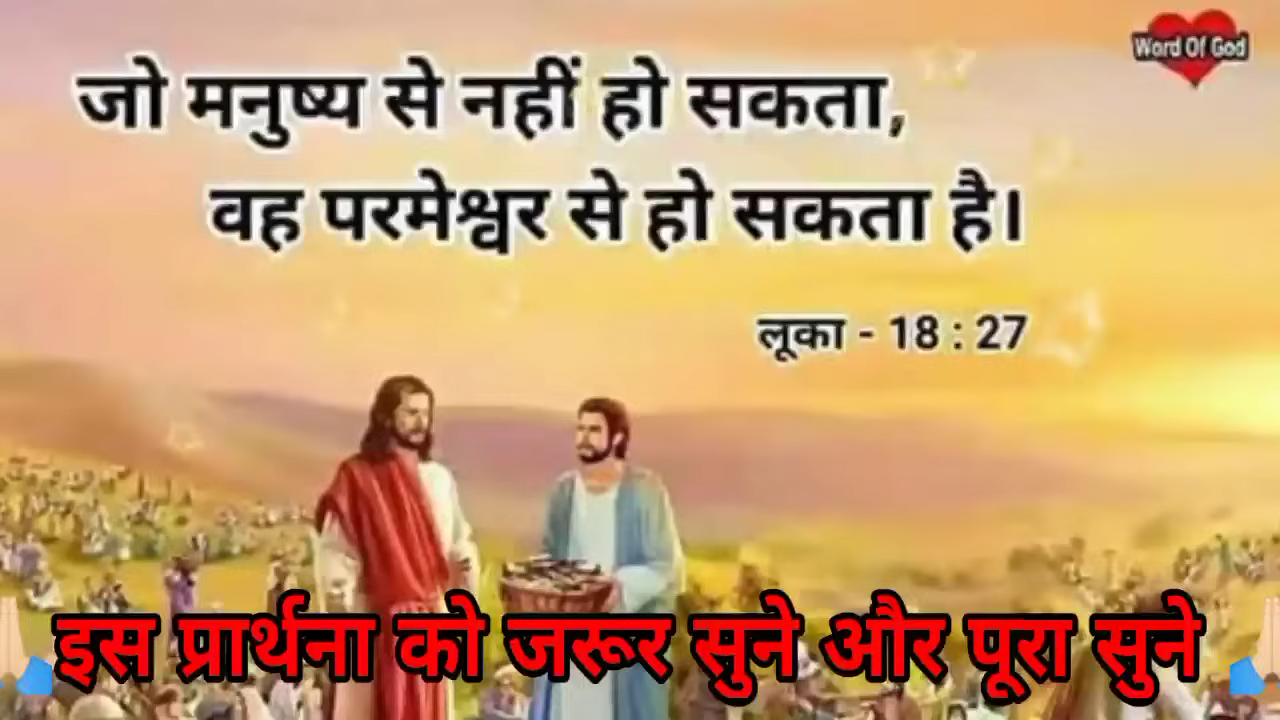 Word Of God
जो मनुष्य से नहीं हो सकता,
वह परमेश्वर से हो सकता है।
लूका - 18 : 27
इस प्रार्थना को जरूर सुने और पूरा सुने